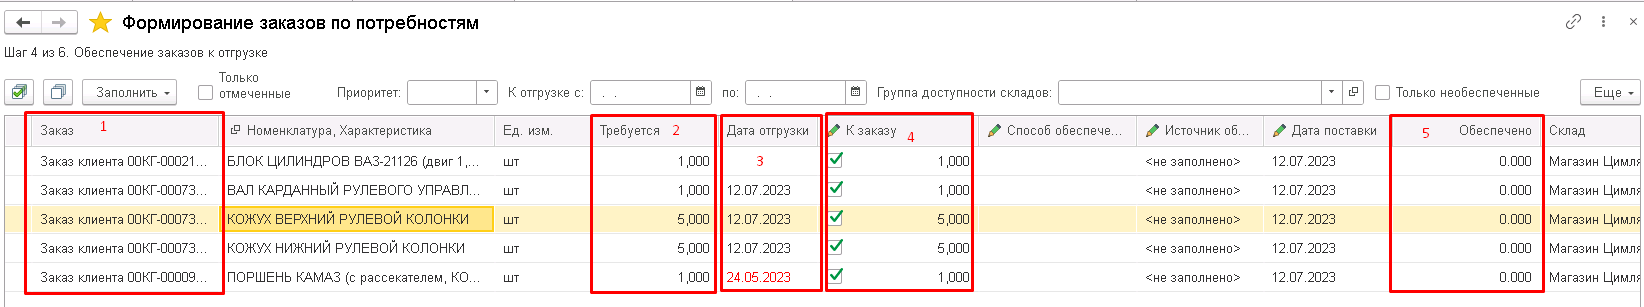 Формирование заказов по потребностям
Шаг 4 из 6. Обеспечение заказов к отгрузке
Заполнить Только отмеченные Приоритет: К отгрузке с: . . по: . . Группа доступности складов: Только необеспеченные Еще
Заказ 1 Номенклатура, Характеристика Ед. изм. Требуется 2 Дата отгрузки К заказу 4 Способ обеспече... Источник об... Дата поставки 5 Обеспечено Склад
Заказ клиента 00КГ-00021... БЛОК ЦИЛИНДРОВ ВАЗ-21126 (двиг 1,... шт 1,000 3 1,000 <не заполнено> 12.07.2023 0.000 Магазин Цимля
Заказ клиента 00КГ-00073... ВАЛ КАРДАННЫЙ РУЛЕВОГО УПРАВЛ... шт 1,000 12.07.2023 1,000 <не заполнено> 12.07.2023 0.000 Магазин Цимля
Заказ клиента 00КГ-00073... КОЖУХ ВЕРХНИЙ РУЛЕВОЙ КОЛОНКИ шт 5,000 12.07.2023 5,000 <не заполнено> 12.07.2023 0.000 Магазин Цимля
Заказ клиента 00КГ-00073... КОЖУХ НИЖНИЙ РУЛЕВОЙ КОЛОНКИ шт 5,000 12.07.2023 5,000 <не заполнено> 12.07.2023 0.000 Магазин Цимля
Заказ клиента 00КГ-00009... ПОРШЕНЬ КАМАЗ (с рассекателем, КО... шт 1,000 24.05.2023 1,000 <не заполнено> 12.07.2023 0.000 Магазин Цимля